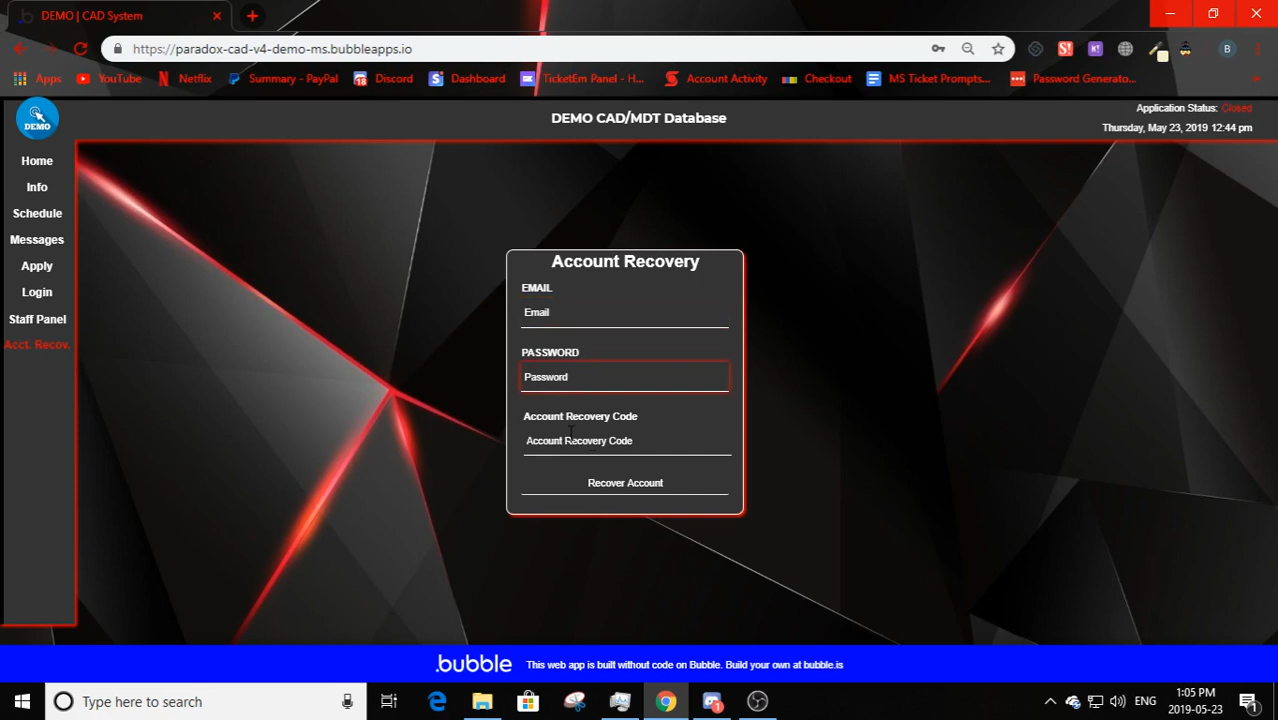 DEMO | CAD System
https://paradox-cad-v4-demo-ms.bubbleapps.io
B
Apps YouTube Netflix Summary - PayPal Discord Dashboard TicketEm Panel - H... Account Activity Checkout MS Ticket Prompts... Password Generato...
DEMO
DEMO CAD/MDT Database
Application Status: Closed
Thursday, May 23, 2019 12:44 pm
Home
Info
Schedule
Messages
Apply
Login
Staff Panel
Acct. Recov.
Account Recovery
EMAIL
Email
PASSWORD
Password
Account Recovery Code
Account Recovery Code
Recover Account
.bubble This web app is built without code on Bubble. Build your own at bubble.is
Type here to search
ENG
1:05 PM
2019-05-23